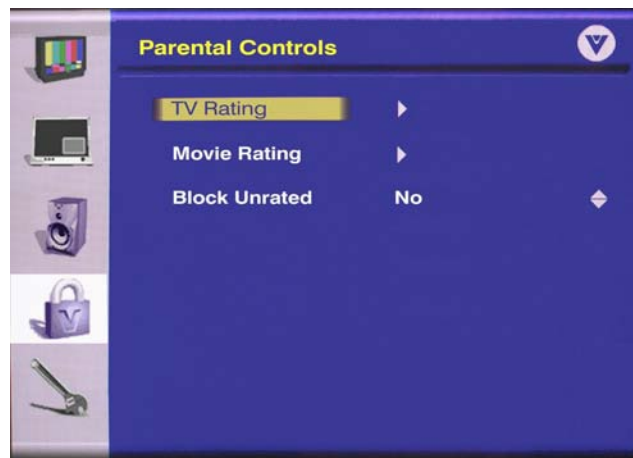 Parental Controls
TV Rating
Movie Rating
Block Unrated No